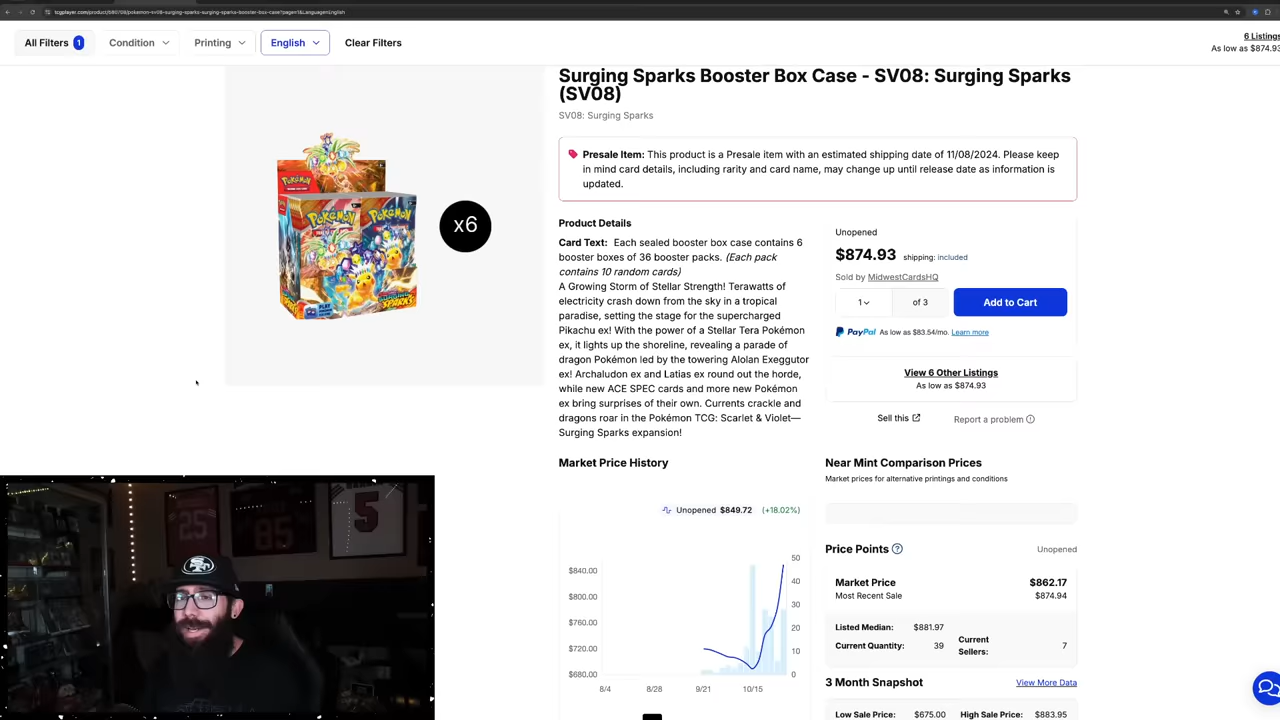 tcgplayer.com/product/
All Filters 1
Condition
Printing
English
Clear Filters
6 Listings
As low as $874.93
Surging Sparks Booster Box Case - SV08: Surging Sparks
(SV08)
SV08: Surging Sparks
Presale Item: This product is a Presale item with an estimated shipping date of 11/08/2024. Please keep
in mind card details, including rarity and card name, may change up until release date as information is
updated.
POKÉMON
POKÉMON
POKÉMON
SURGING SPARKS
x6
Product Details
Card Text: Each sealed booster box case contains 6
booster boxes of 36 booster packs. (Each pack
contains 10 random cards)
A Growing Storm of Stellar Strength! Terawatts of
electricity crash down from the sky in a tropical
paradise, setting the stage for the supercharged
Pikachu ex! With the power of a Stellar Tera Pokémon
ex, it lights up the shoreline, revealing a parade of
dragon Pokémon led by the towering Alolan Exeggutor
ex! Archaludon ex and Latias ex round out the horde,
while new ACE SPEC cards and more new Pokémon
ex bring surprises of their own. Currents crackle and
dragons roar in the Pokémon TCG: Scarlet & Violet—
Surging Sparks expansion!
Unopened
$874.93 shipping: included
Sold by MidwestCardsHQ
1 of 3
Add to Cart
PayPal As low as $83.54/mo. Learn more
View 6 Other Listings
As low as $874.93
Sell this
Report a problem
Market Price History
Unopened $849.72 (+18.02%)
$840.00
$800.00
$760.00
$720.00
$680.00
50
40
30
20
10
0
8/4
8/28
9/21
10/15
Near Mint Comparison Prices
Market prices for alternative printings and conditions
Price Points
Unopened
Market Price $862.17
Most Recent Sale $874.94
Listed Median: $881.97
Current Quantity: 39
Current
Sellers: 7
3 Month Snapshot
View More Data
Low Sale Price: $675.00
High Sale Price: $883.95
25
85
5
SF